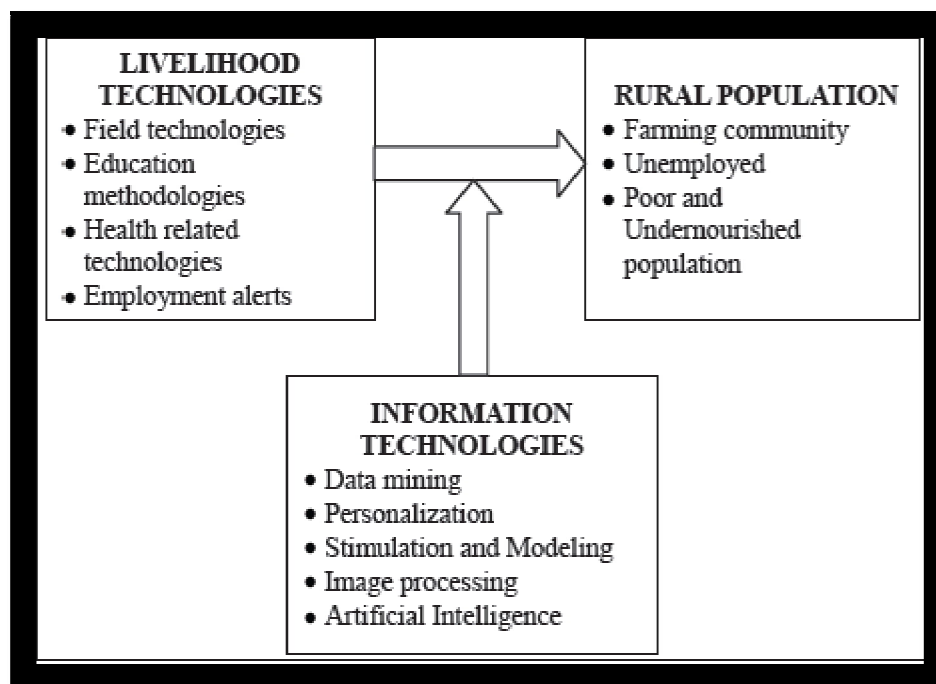 LIVELIHOOD
TECHNOLOGIES
• Field technologies
• Education
methodologies
• Health related
technologies
• Employment alerts
RURAL POPULATION
• Farming community
• Unemployed
• Poor and
Undernourished
population
INFORMATION
TECHNOLOGIES
• Data mining
• Personalization
• Stimulation and Modeling
• Image processing
• Artificial Intelligence